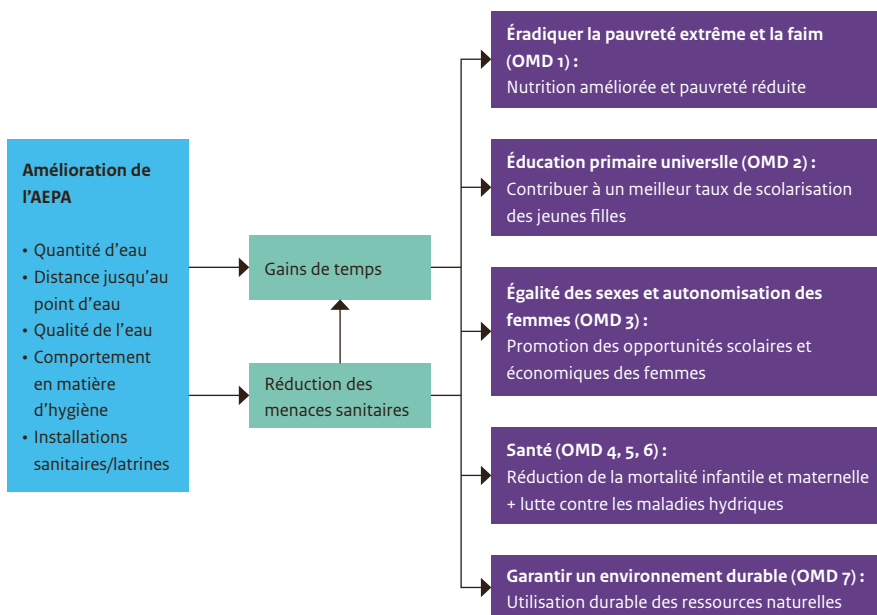 Amélioration de
l'AEPA
• Quantité d'eau
• Distance jusqu'au
point d'eau
• Qualité de l'eau
• Comportement
en matière
d'hygiène
• Installations
sanitaires/latrines
Gains de temps
Réduction des
menaces sanitaires
Éradiquer la pauvreté extrême et la faim
(OMD 1) :
Nutrition améliorée et pauvreté réduite
Éducation primaire universlle (OMD 2) :
Contribuer à un meilleur taux de scolarisation
des jeunes filles
Égalité des sexes et autonomisation des
femmes (OMD 3) :
Promotion des opportunités scolaires et
économiques des femmes
Santé (OMD 4, 5, 6) :
Réduction de la mortalité infantile et maternelle
+ lutte contre les maladies hydriques
Garantir un environment durable (OMD 7) :
Utilisation durable des ressources naturelles